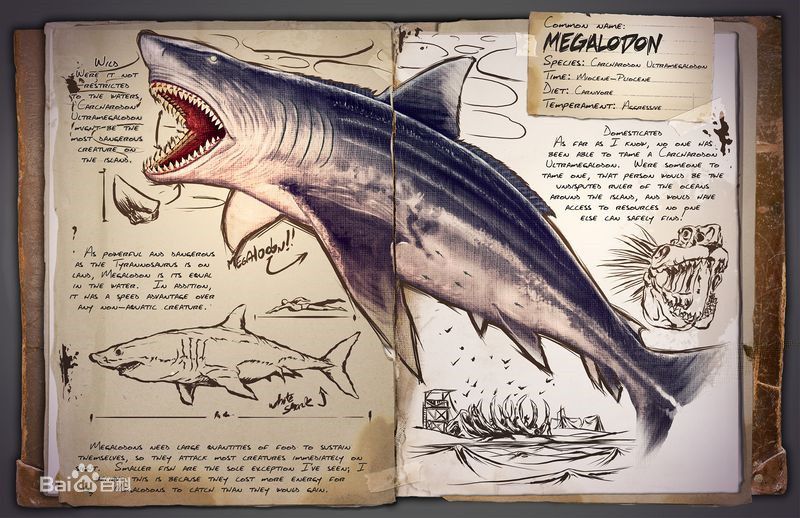 Common name:
Megalodon
Species: Carcharodon Ultramegalodon
Time: Miocene-Pliocene
Diet: Carnivore
Temperament: Aggressive
Wild
Were it not
restricted
to the waters,
Carcharodon
Ultramegalodon
might be the
most dangerous
creature on
the island.
Domesticated
As far as I know, no one has
been able to tame a Carcharodon
Ultramegalodon. Were someone to
tame one, that person would be the
undisputed ruler of the oceans
around the island, and would have
access to resources no one
else can safely find!
Megalodon!!
As powerful and dangerous
as the Tyrannosaurus is on
land, Megalodon is its equal
in the water. In addition,
it has a speed advantage over
any non-aquatic creature.
white
shark
Megalodons need large quantities of food to sustain
themselves, so they attack most creatures immediately on
Smaller fish are the sole exception I've seen; I
this is because they cost more energy for
Megalodons to catch than they would gain.
Bai du 百科